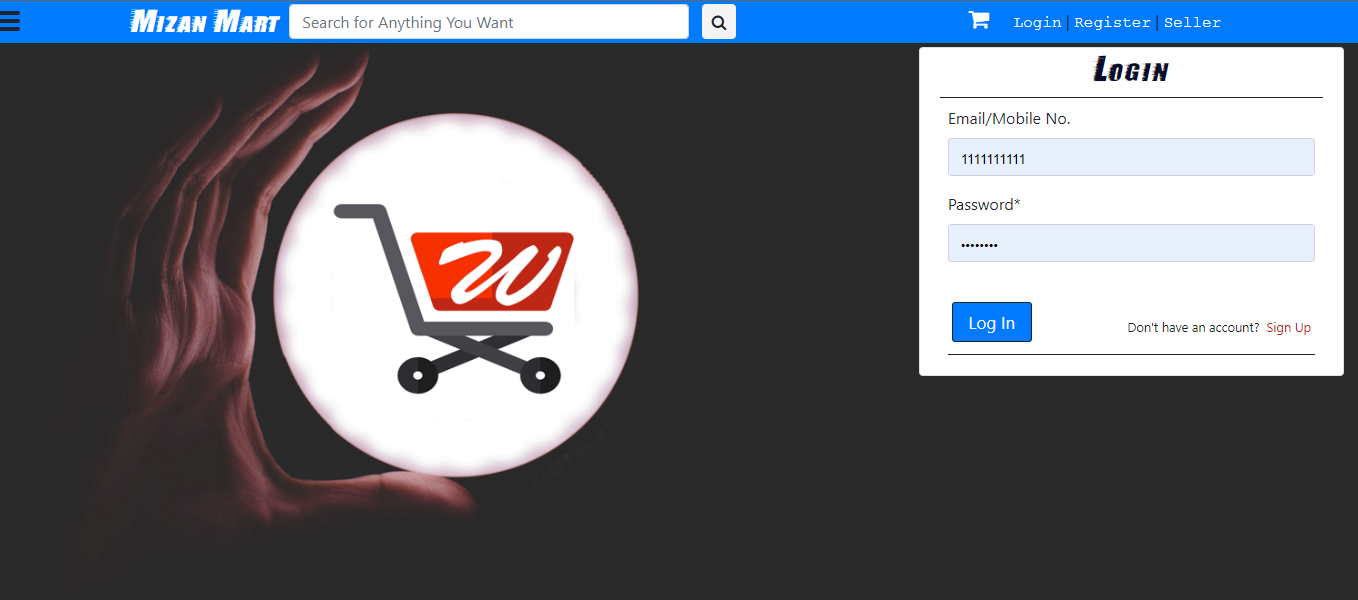 Mizan Mart
Search for Anything You Want
Login | Register | Seller
W
Login
Email/Mobile No.
1111111111
Password*
••••••••
Log In
Don't have an account? Sign Up